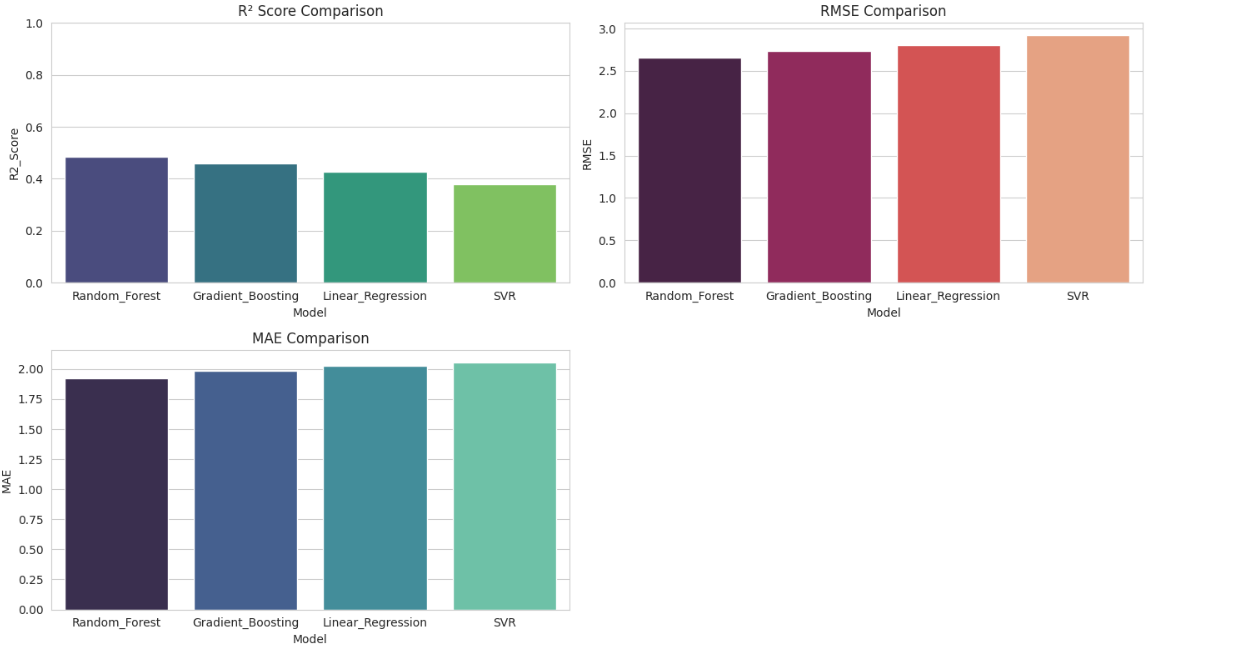 R² Score Comparison
1.0
0.8
0.6
0.4
0.2
0.0
R2_Score
Random_Forest Gradient_Boosting Linear_Regression SVR
Model
RMSE Comparison
3.0
2.5
2.0
1.5
1.0
0.5
0.0
RMSE
Random_Forest Gradient_Boosting Linear_Regression SVR
Model
MAE Comparison
2.00
1.75
1.50
1.25
1.00
0.75
0.50
0.25
0.00
MAE
Random_Forest Gradient_Boosting Linear_Regression SVR
Model